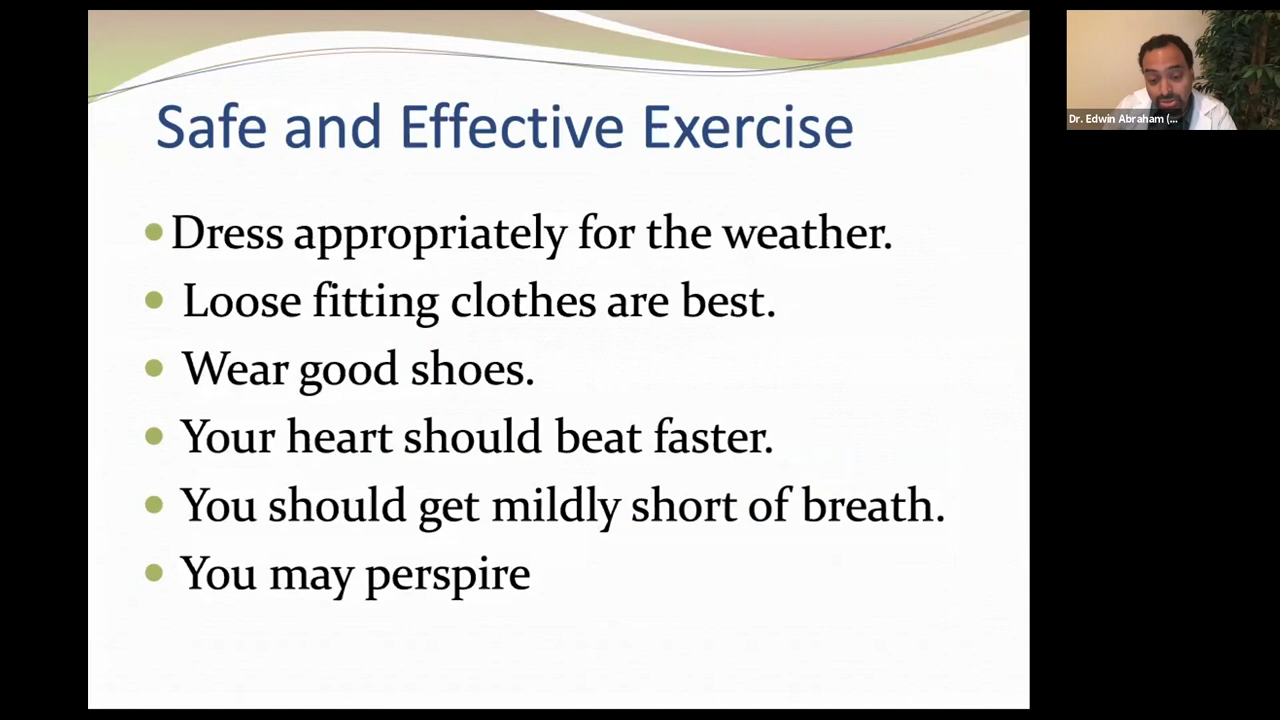 Safe and Effective Exercise
• Dress appropriately for the weather.
• Loose fitting clothes are best.
• Wear good shoes.
• Your heart should beat faster.
• You should get mildly short of breath.
• You may perspire
Dr. Edwin Abraham (...